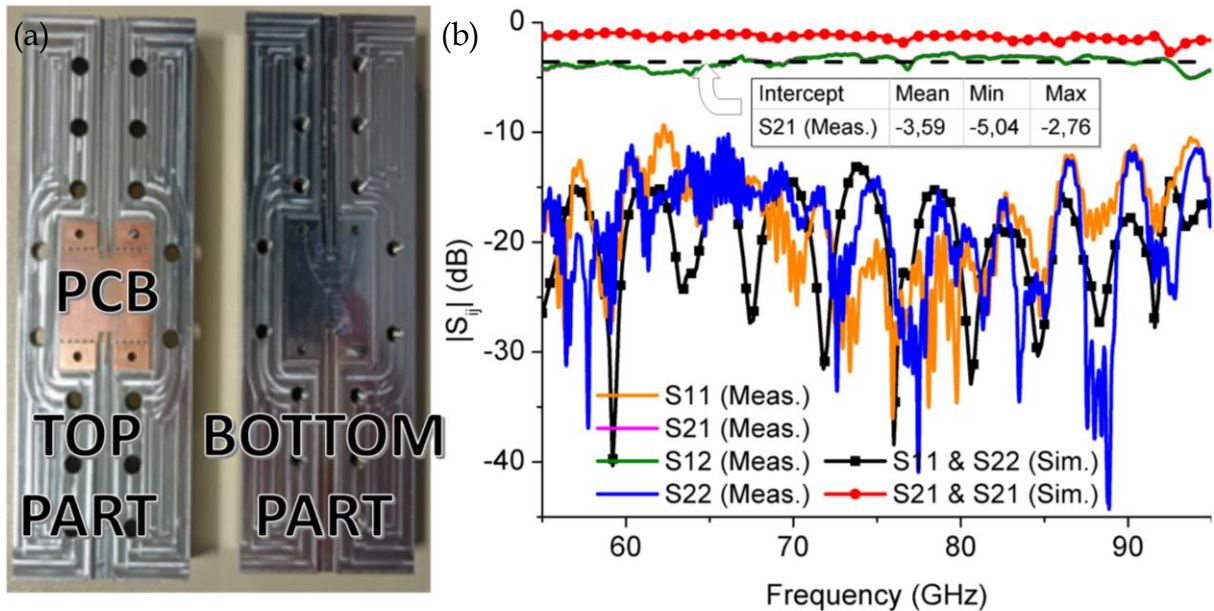 (a)
PCB
TOP BOTTOM
PART PART
(b)
|Sij| (dB)
0
-10
-20
-30
-40
Intercept Mean Min Max
S21 (Meas.) -3,59 -5,04 -2,76
S11 (Meas.)
S21 (Meas.)
S12 (Meas.) S11 & S22 (Sim.)
S22 (Meas.) S21 & S21 (Sim.)
60 70 80 90
Frequency (GHz)